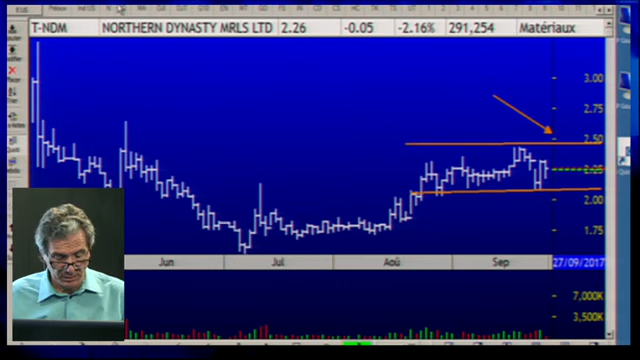 T-NDM NORTHERN DYNASTY MRLS LTD 2.26 -0.05 -2.16% 291,254 Matériaux
3.00
2.75
2.50
2.25
2.00
1.75
Jun Jul Aoû Sep 27/09/2017
7,000K
3,500K